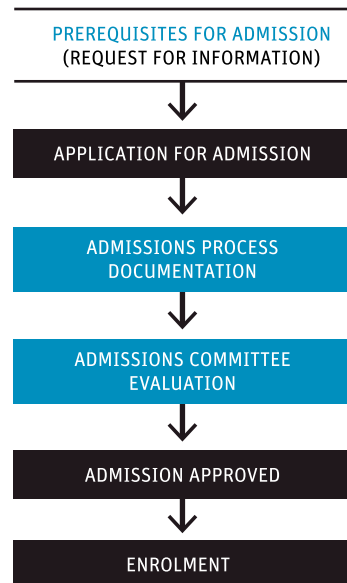 PREREQUISITES FOR ADMISSION
(REQUEST FOR INFORMATION)
APPLICATION FOR ADMISSION
ADMISSIONS PROCESS
DOCUMENTATION
ADMISSIONS COMMITTEE
EVALUATION
ADMISSION APPROVED
ENROLMENT